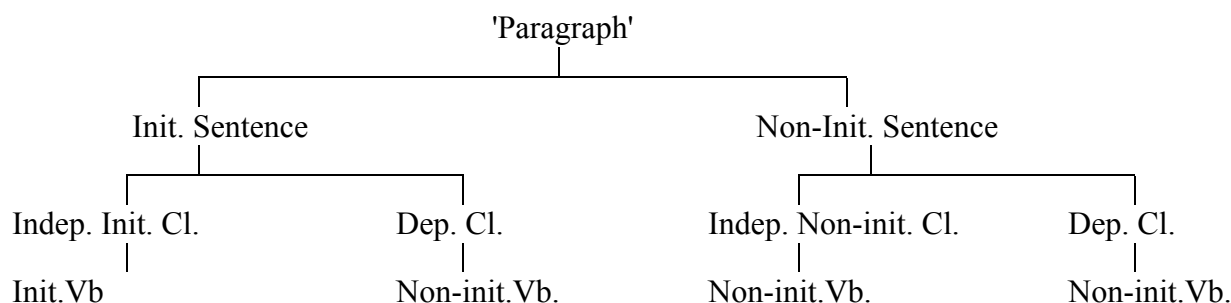 'Paragraph'
Init. Sentence Non-Init. Sentence
Indep. Init. Cl. Dep. Cl. Indep. Non-init. Cl. Dep. Cl.
Init.Vb Non-init.Vb. Non-init.Vb. Non-init.Vb.